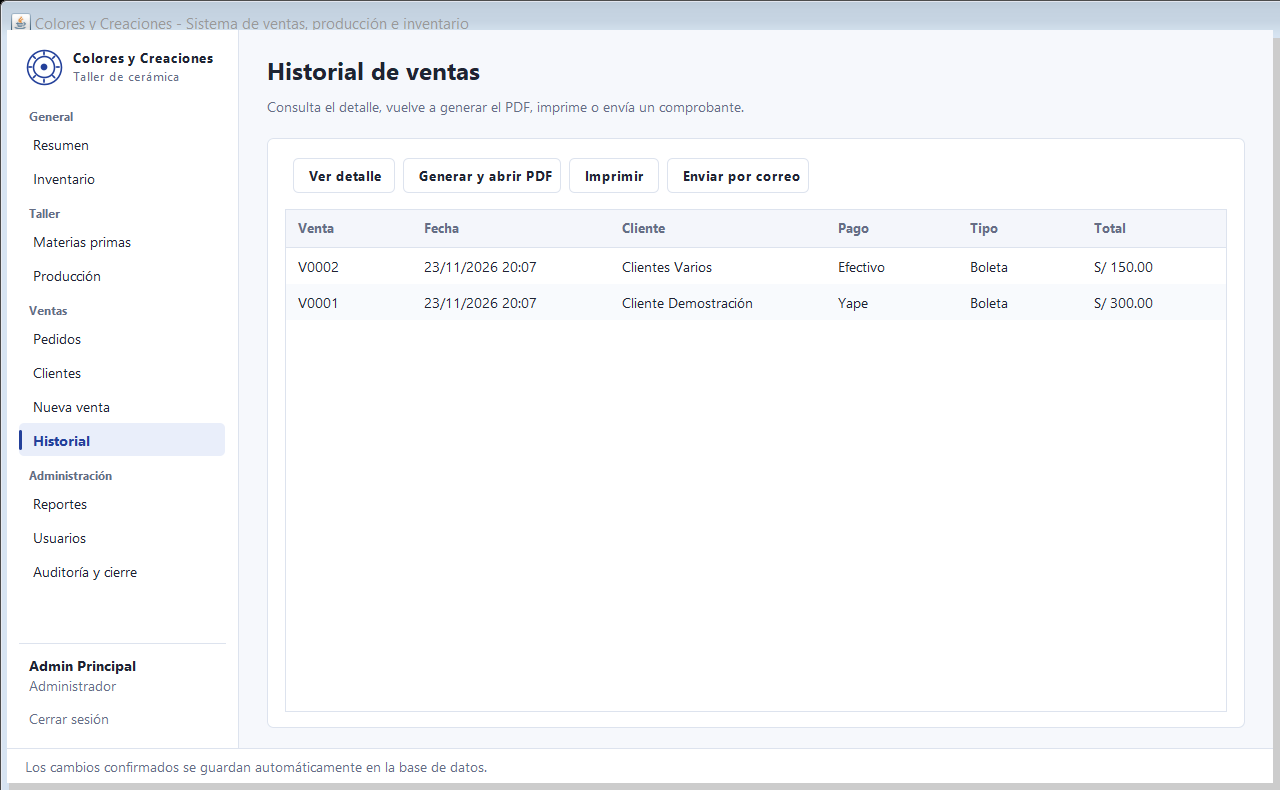 Colores y Creaciones - Sistema de ventas, producción e inventario
Colores y Creaciones
Taller de cerámica
General
Resumen
Inventario
Taller
Materias primas
Producción
Ventas
Pedidos
Clientes
Nueva venta
Historial
Administración
Reportes
Usuarios
Auditoría y cierre
Admin Principal
Administrador
Cerrar sesión
Historial de ventas
Consulta el detalle, vuelve a generar el PDF, imprime o envía un comprobante.
Ver detalle Generar y abrir PDF Imprimir Enviar por correo
Venta Fecha Cliente Pago Tipo Total
V0002 23/11/2026 20:07 Clientes Varios Efectivo Boleta S/ 150.00
V0001 23/11/2026 20:07 Cliente Demostración Yape Boleta S/ 300.00
Los cambios confirmados se guardan automáticamente en la base de datos.